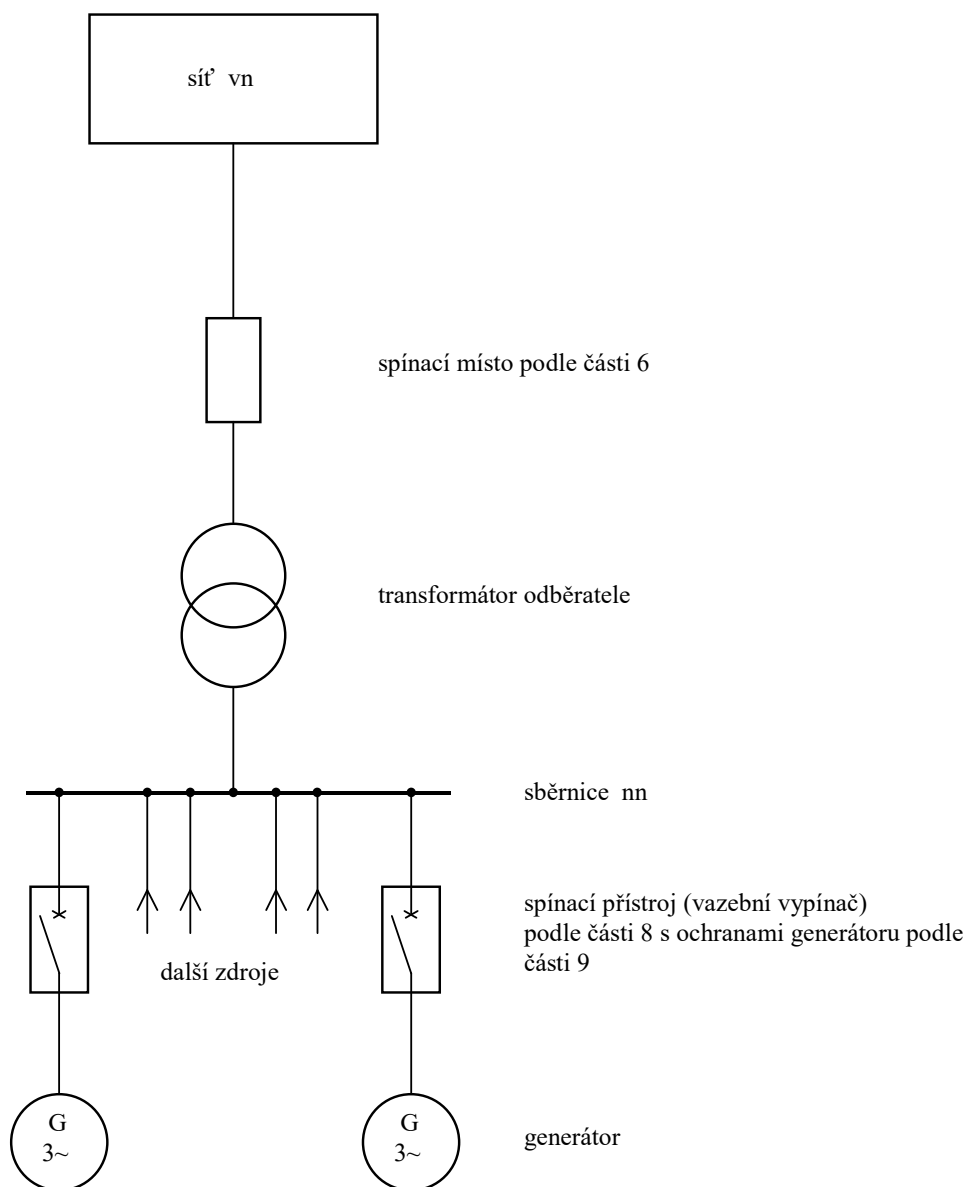 síť vn
spínací místo podle části 6
transformátor odběratele
sběrnice nn
spínací přístroj (vazební vypínač)
podle části 8 s ochranami generátoru podle
části 9
další zdroje
G
3~
G
3~
generátor